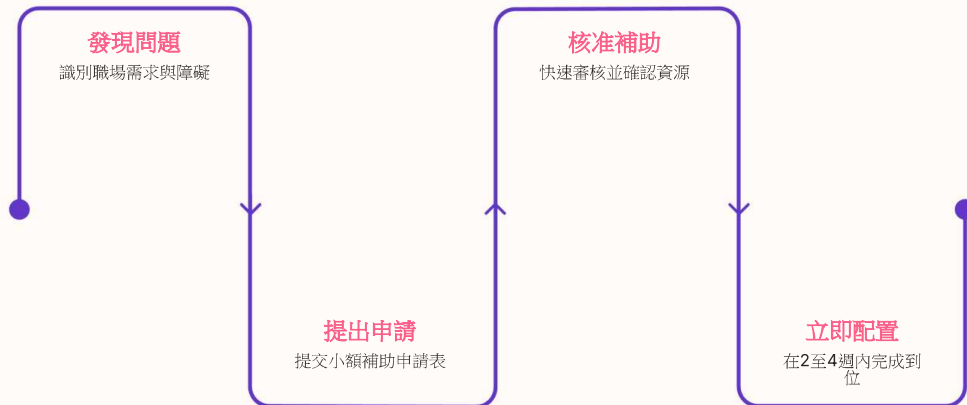 發現問題
識別職場需求與障礙
提出申請
提交小額補助申請表
核准補助
快速審核並確認資源
立即配置
在2至4週內完成到
位